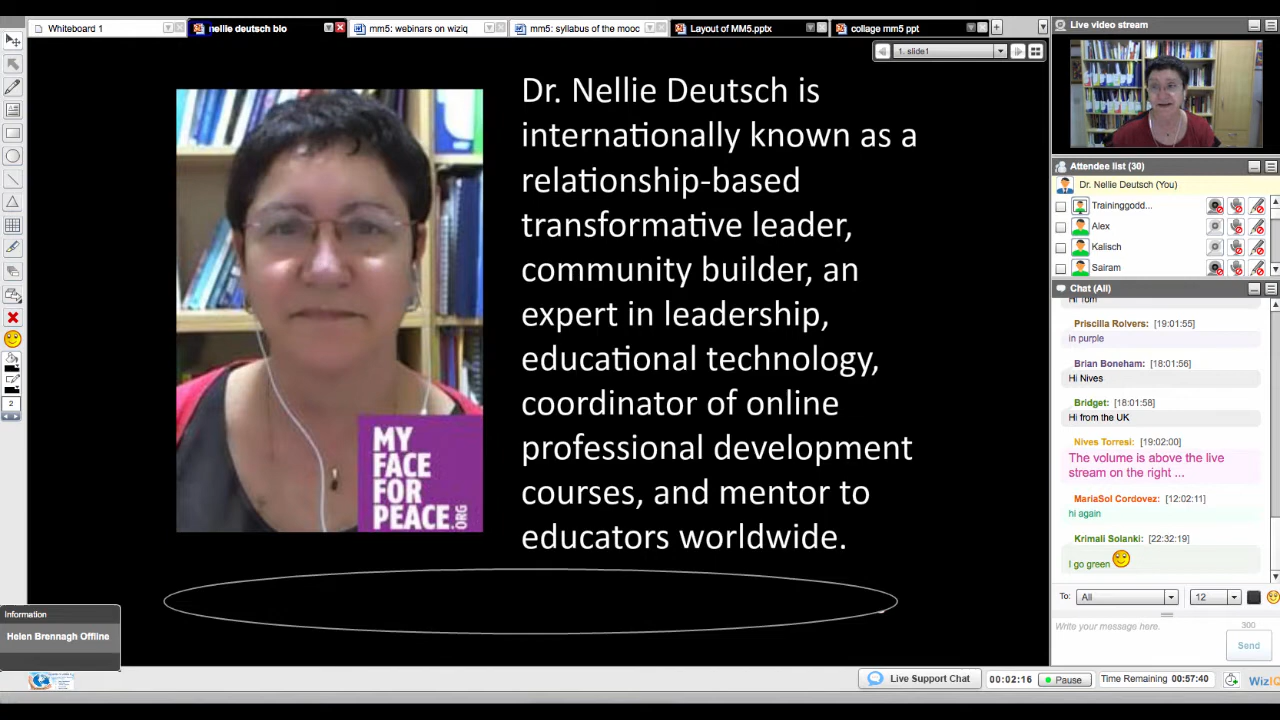 Whiteboard 1
nellie deutsch bio
mm5: webinars on wiziq
mm5: syllabus of the mooc
Layout of MM5.pptx
collage mm5 ppt
1. slide1
Dr. Nellie Deutsch is
internationally known as a
relationship-based
transformative leader,
community builder, an
expert in leadership,
educational technology,
coordinator of online
professional development
courses, and mentor to
educators worldwide.
MY
FACE
FOR
PEACE.ORG
2
Information
Helen Brennagh Offline
Live video stream
Attendee list (30)
Dr. Nellie Deutsch (You)
Traininggodd...
Alex
Kalisch
Sairam
Chat (All)
Hi Tom
Priscilla Rolvers: [19:01:55]
in purple
Brian Boneham: [18:01:56]
Hi Nives
Bridget: [18:01:58]
Hi from the UK
Nives Torresi: [19:02:00]
The volume is above the live
stream on the right ...
MariaSol Cordovez: [12:02:11]
hi again
Krimali Solanki: [22:32:19]
I go green
To: All 12
Write your message here.
300
Send
Live Support Chat 00:02:16 Pause Time Remaining 00:57:40 WizIQ